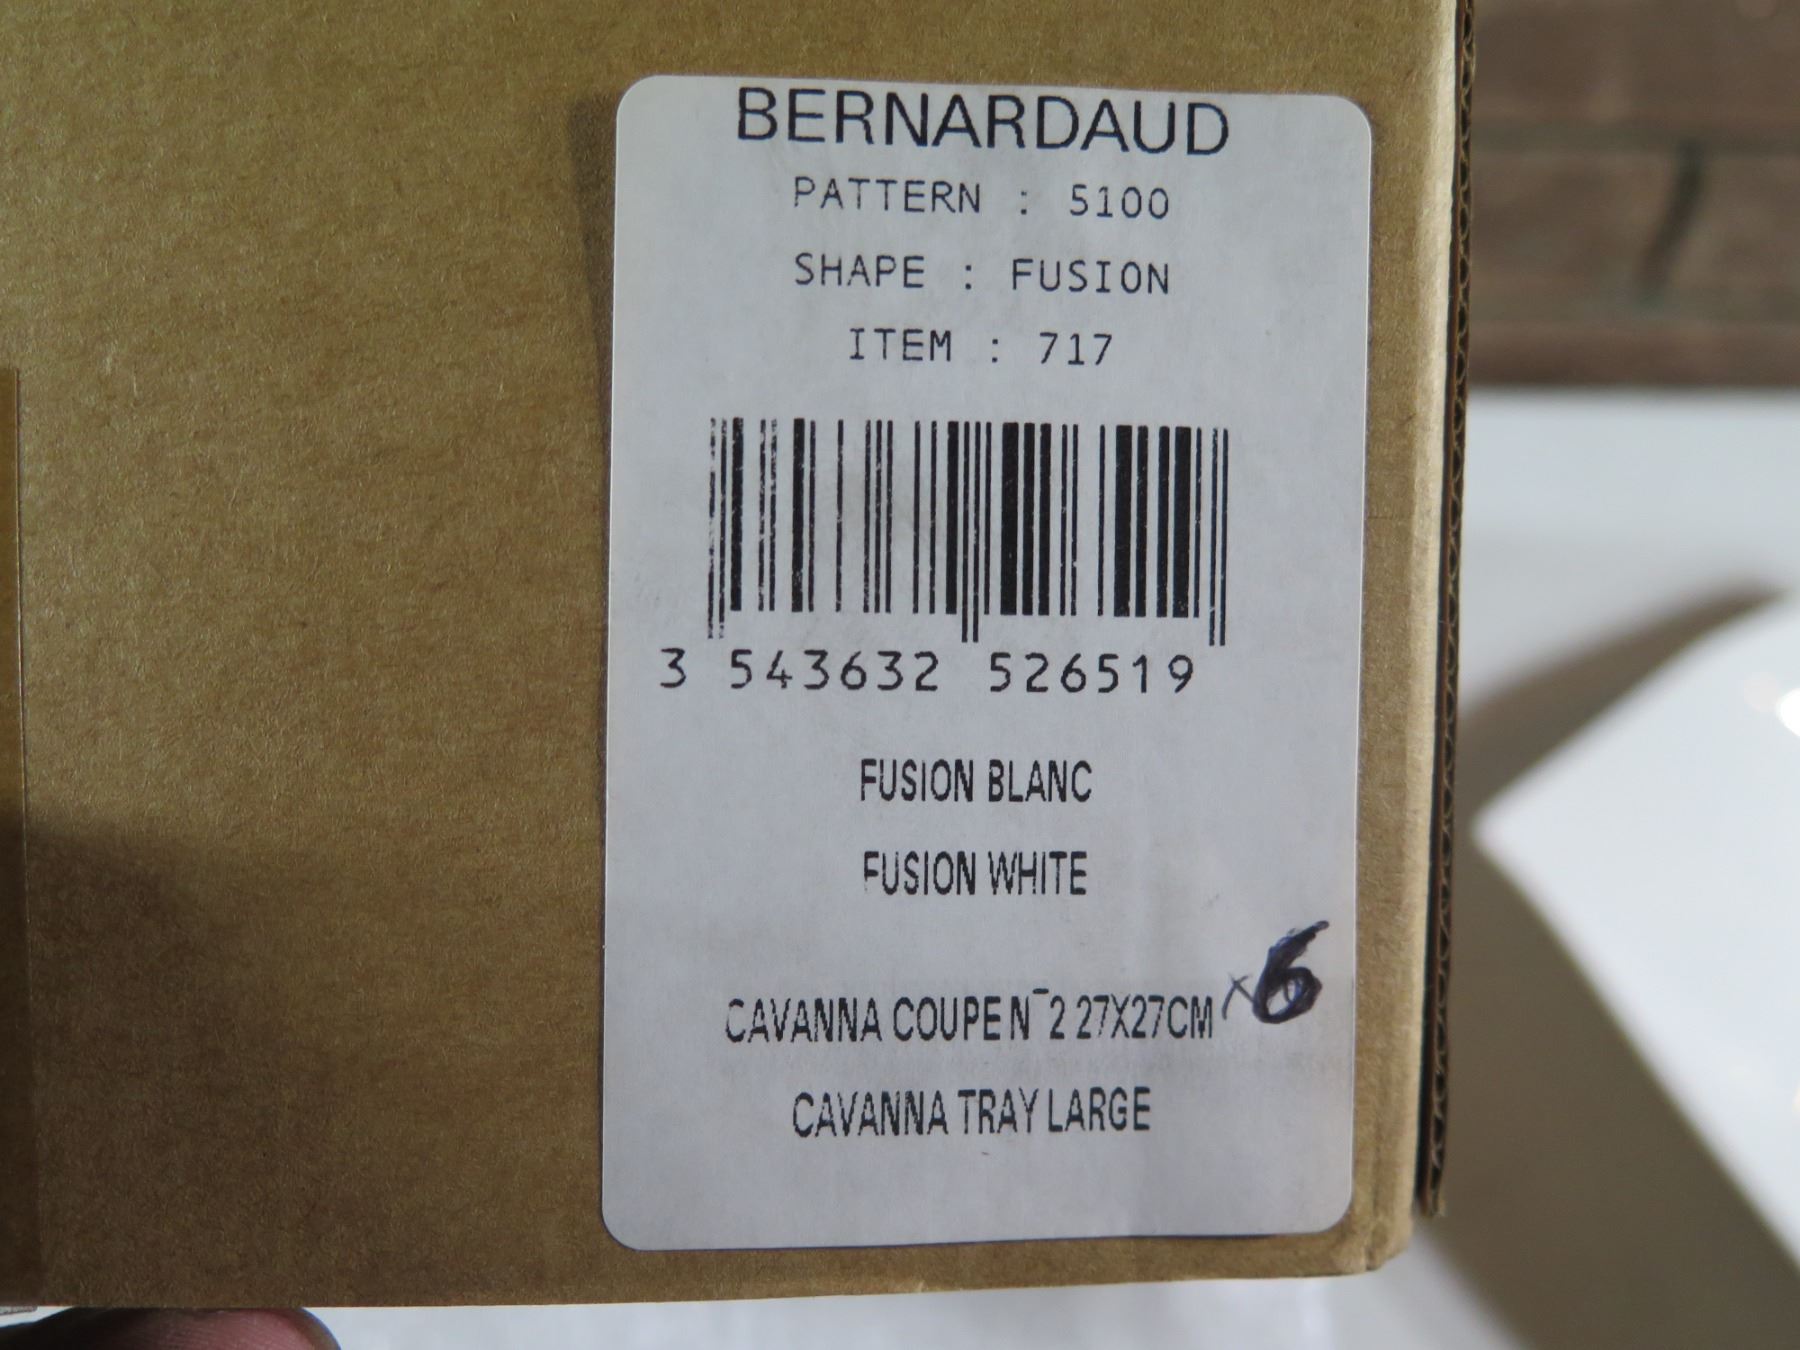 BERNARDAUD
PATTERN : 5100
SHAPE : FUSION
ITEM : 717
3 543632 526519
FUSION BLANC
FUSION WHITE
CAVANNA COUPE N¯2 27X27CM x6
CAVANNA TRAY LARGE